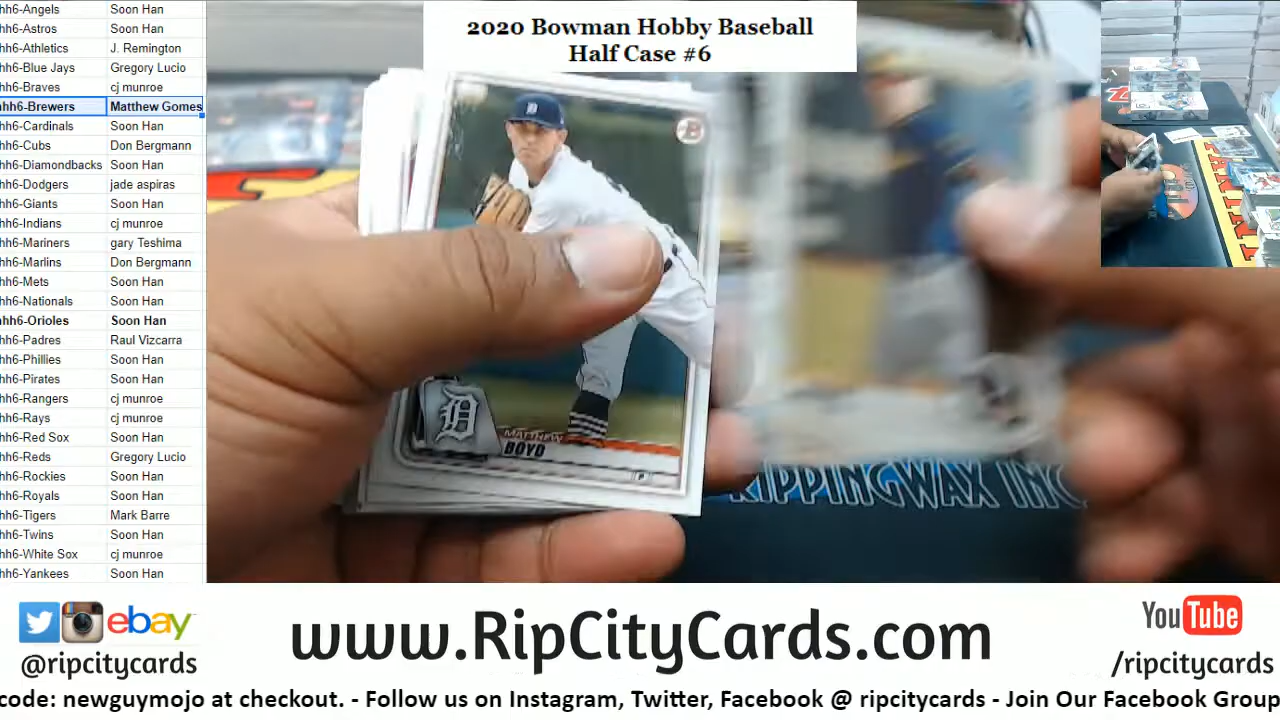 hh6-Angels Soon Han
hh6-Astros Soon Han
hh6-Athletics J. Remington
hh6-Blue Jays Gregory Lucio
hh6-Braves cj munroe
hh6-Brewers Matthew Gomes
hh6-Cardinals Soon Han
hh6-Cubs Don Bergmann
hh6-Diamondbacks Soon Han
hh6-Dodgers jade aspiras
hh6-Giants Soon Han
hh6-Indians cj munroe
hh6-Mariners gary Teshima
hh6-Marlins Don Bergmann
hh6-Mets Soon Han
hh6-Nationals Soon Han
hh6-Orioles Soon Han
hh6-Padres Raul Vizcarra
hh6-Phillies Soon Han
hh6-Pirates Soon Han
hh6-Rangers cj munroe
hh6-Rays cj munroe
hh6-Red Sox Soon Han
hh6-Reds Gregory Lucio
hh6-Rockies Soon Han
hh6-Royals Soon Han
hh6-Tigers Mark Barre
hh6-Twins Soon Han
hh6-White Sox cj munroe
hh6-Yankees Soon Han
2020 Bowman Hobby Baseball
Half Case #6
D
B
D
MATTHEW
BOYD
P
RIPPINGWAX INC
ebay
@ripcitycards
www.RipCityCards.com
YouTube
/ripcitycards
code: newguymojo at checkout. - Follow us on Instagram, Twitter, Facebook @ ripcitycards - Join Our Facebook Group